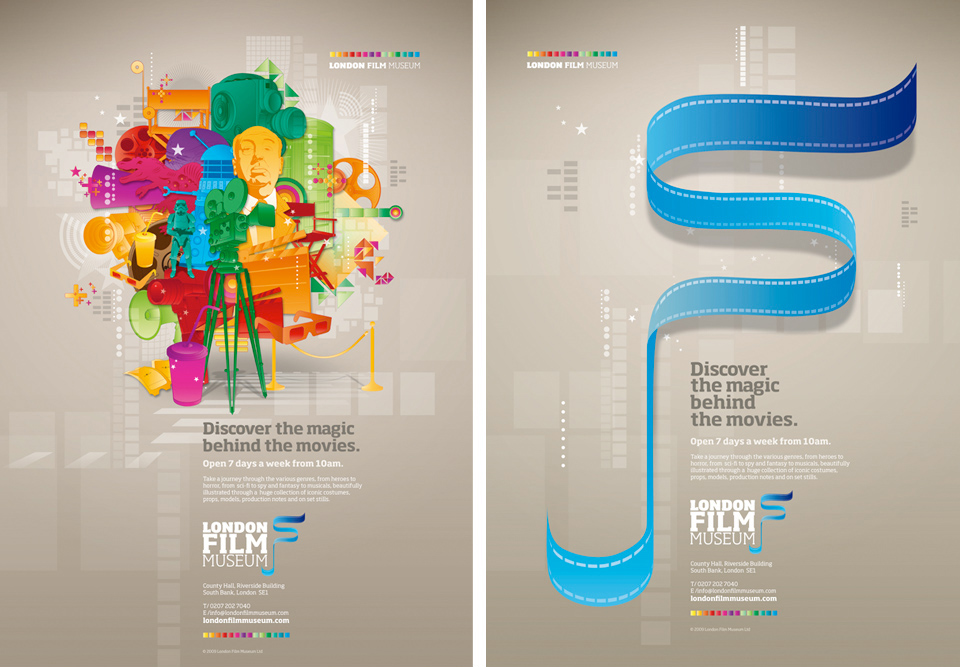 LONDON FILM MUSEUM
Discover the magic
behind the movies.
Open 7 days a week from 10am.
Take a journey through the various genres, from heroes to
horror, from sci-fi to spy and fantasy to musicals, beautifully
illustrated through a huge collection of iconic costumes,
props, models, production notes and on set stills.
LONDON
FILM
MUSEUM
County Hall, Riverside Building
South Bank, London SE1
T/ 0207 202 7040
E /info@londonfilmmuseum.com
londonfilmmuseum.com
© 2009 London Film Museum Ltd
LONDON FILM MUSEUM
Discover
the magic
behind
the movies.
Open 7 days a week from 10am.
Take a journey through the various genres, from heroes to
horror, from sci-fi to spy and fantasy to musicals, beautifully
illustrated through a huge collection of iconic costumes,
props, models, production notes and on set stills.
LONDON
FILM
MUSEUM
County Hall, Riverside Building
South Bank, London SE1
T/ 0207 202 7040
E /info@londonfilmmuseum.com
londonfilmmuseum.com
© 2009 London Film Museum Ltd